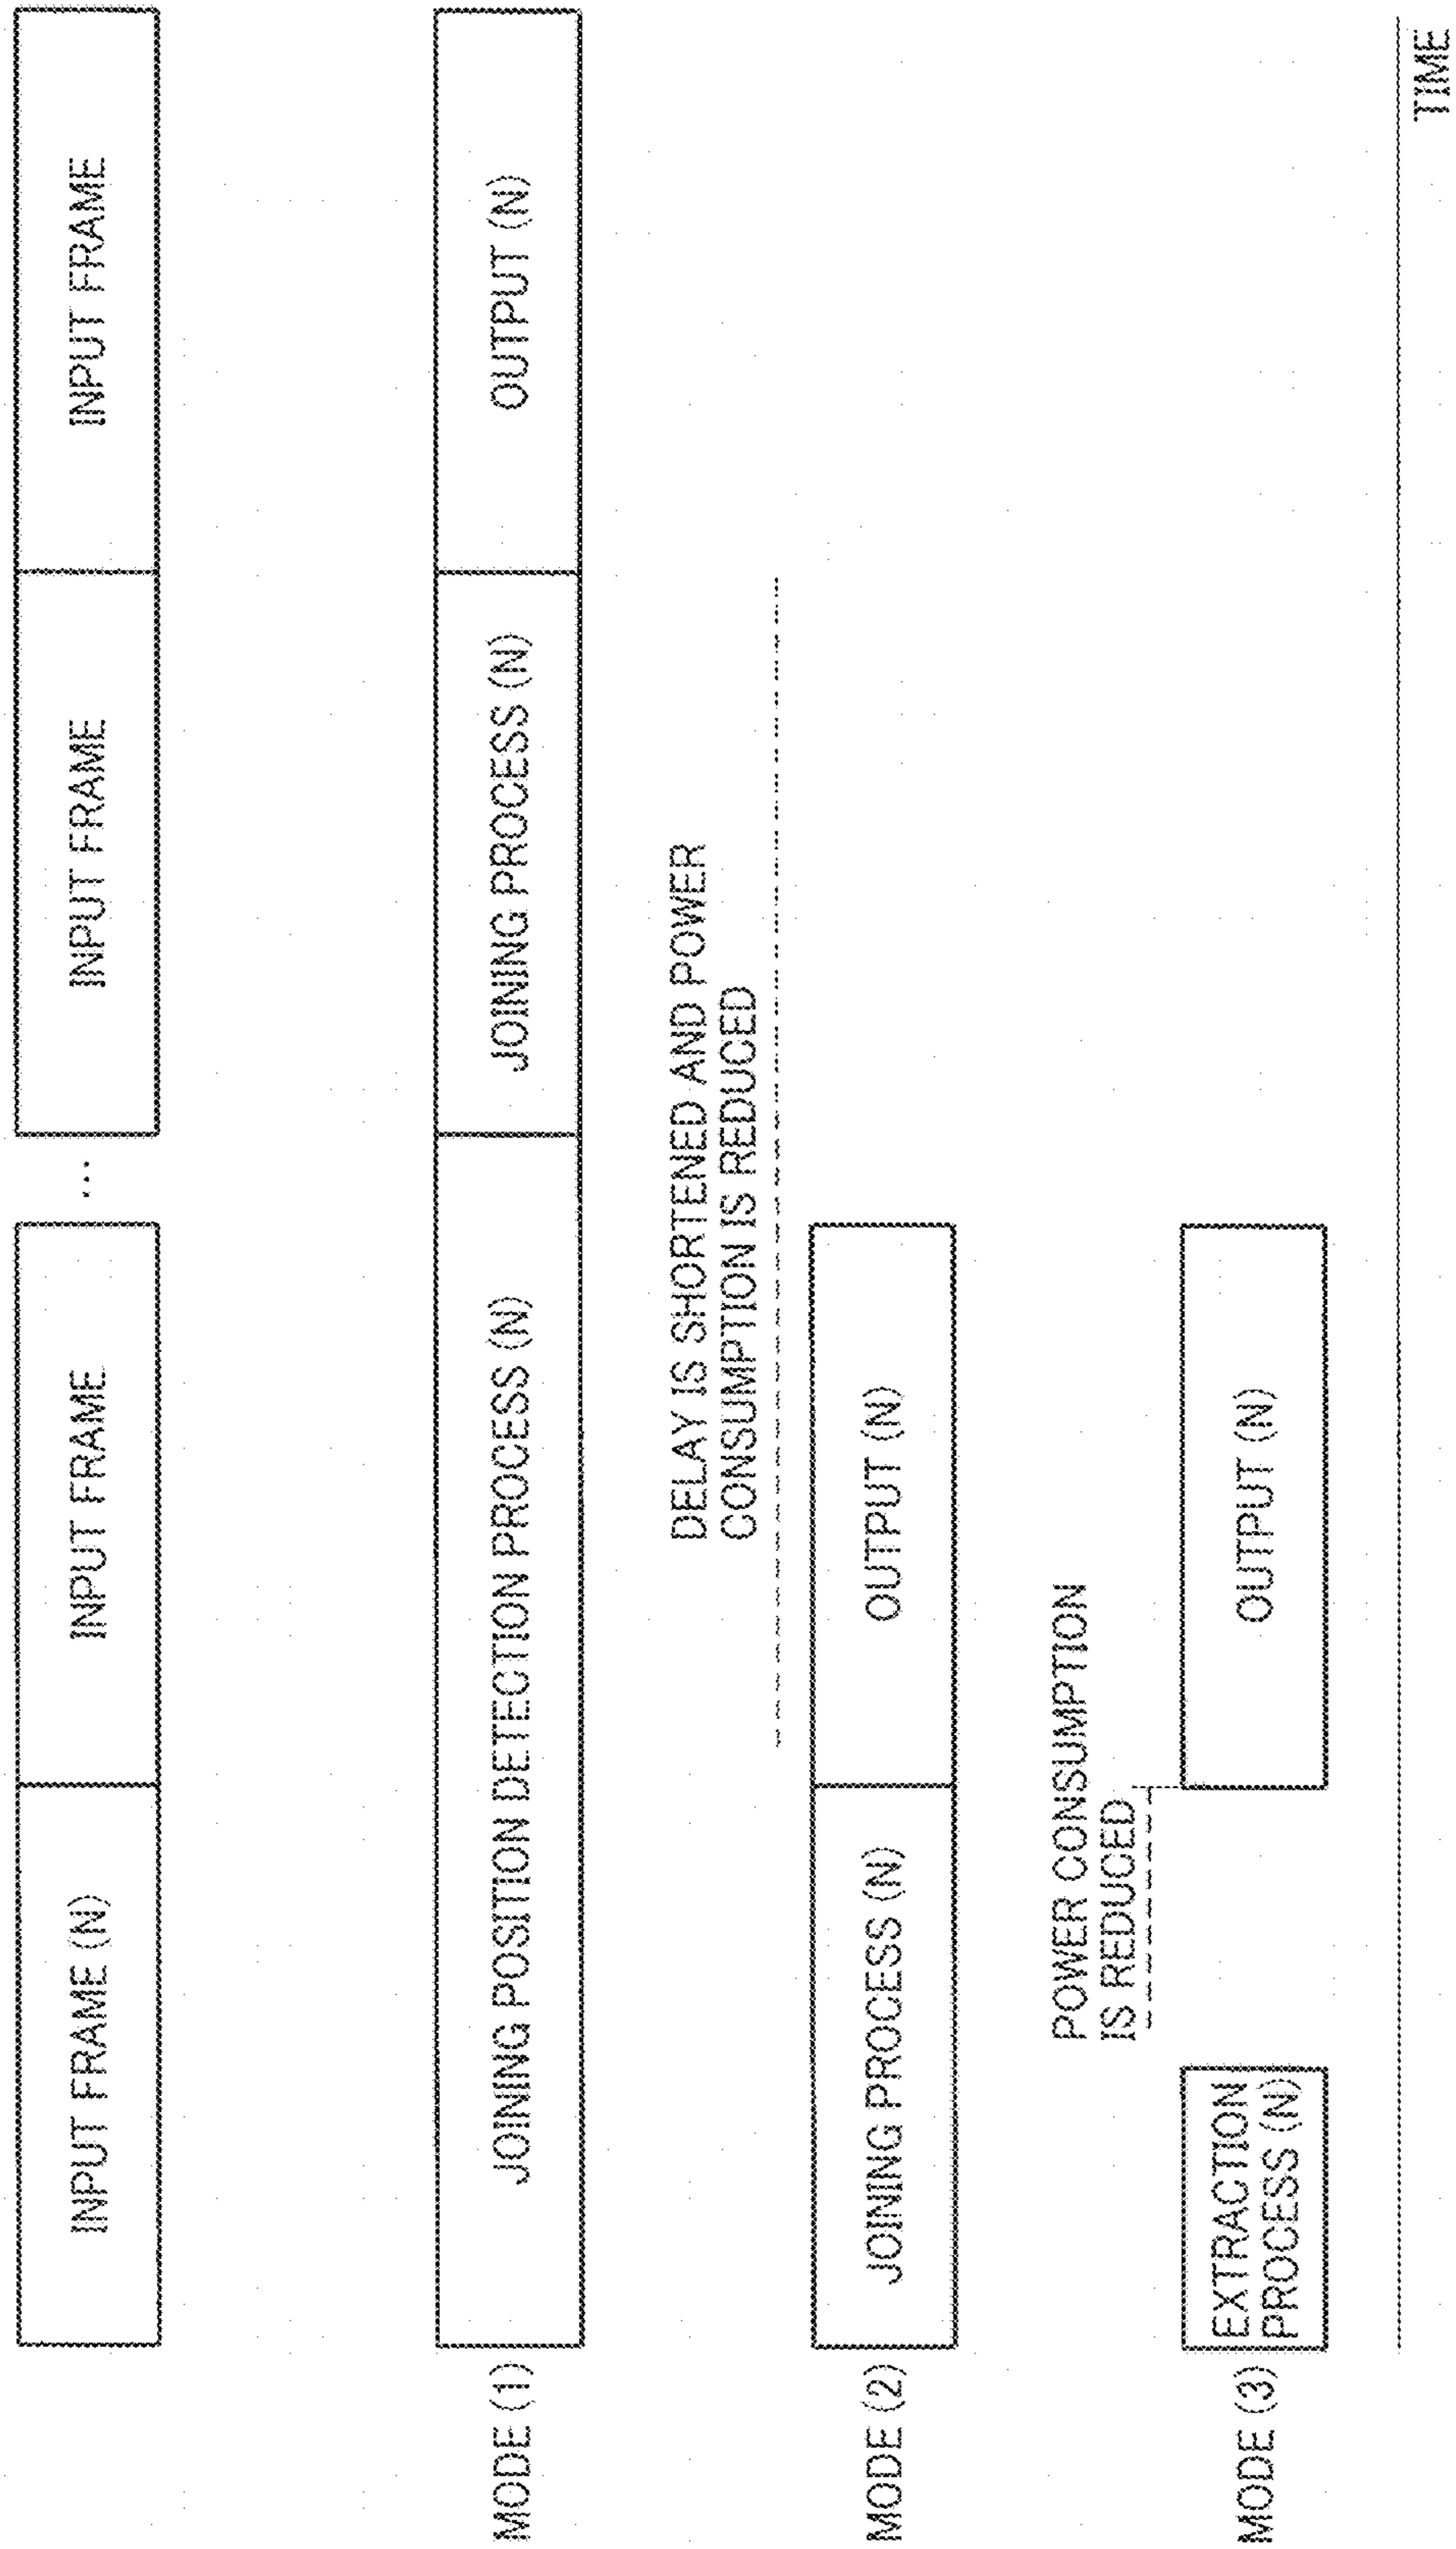 INPUT FRAME (N)
INPUT FRAME
...
INPUT FRAME
INPUT FRAME
MODE (1)
JOINING POSITION DETECTION PROCESS (N)
JOINING PROCESS (N)
OUTPUT (N)
DELAY IS SHORTENED AND POWER
CONSUMPTION IS REDUCED
MODE (2)
JOINING PROCESS (N)
OUTPUT (N)
POWER CONSUMPTION
IS REDUCED
MODE (3)
EXTRACTION
PROCESS (N)
OUTPUT (N)
TIME